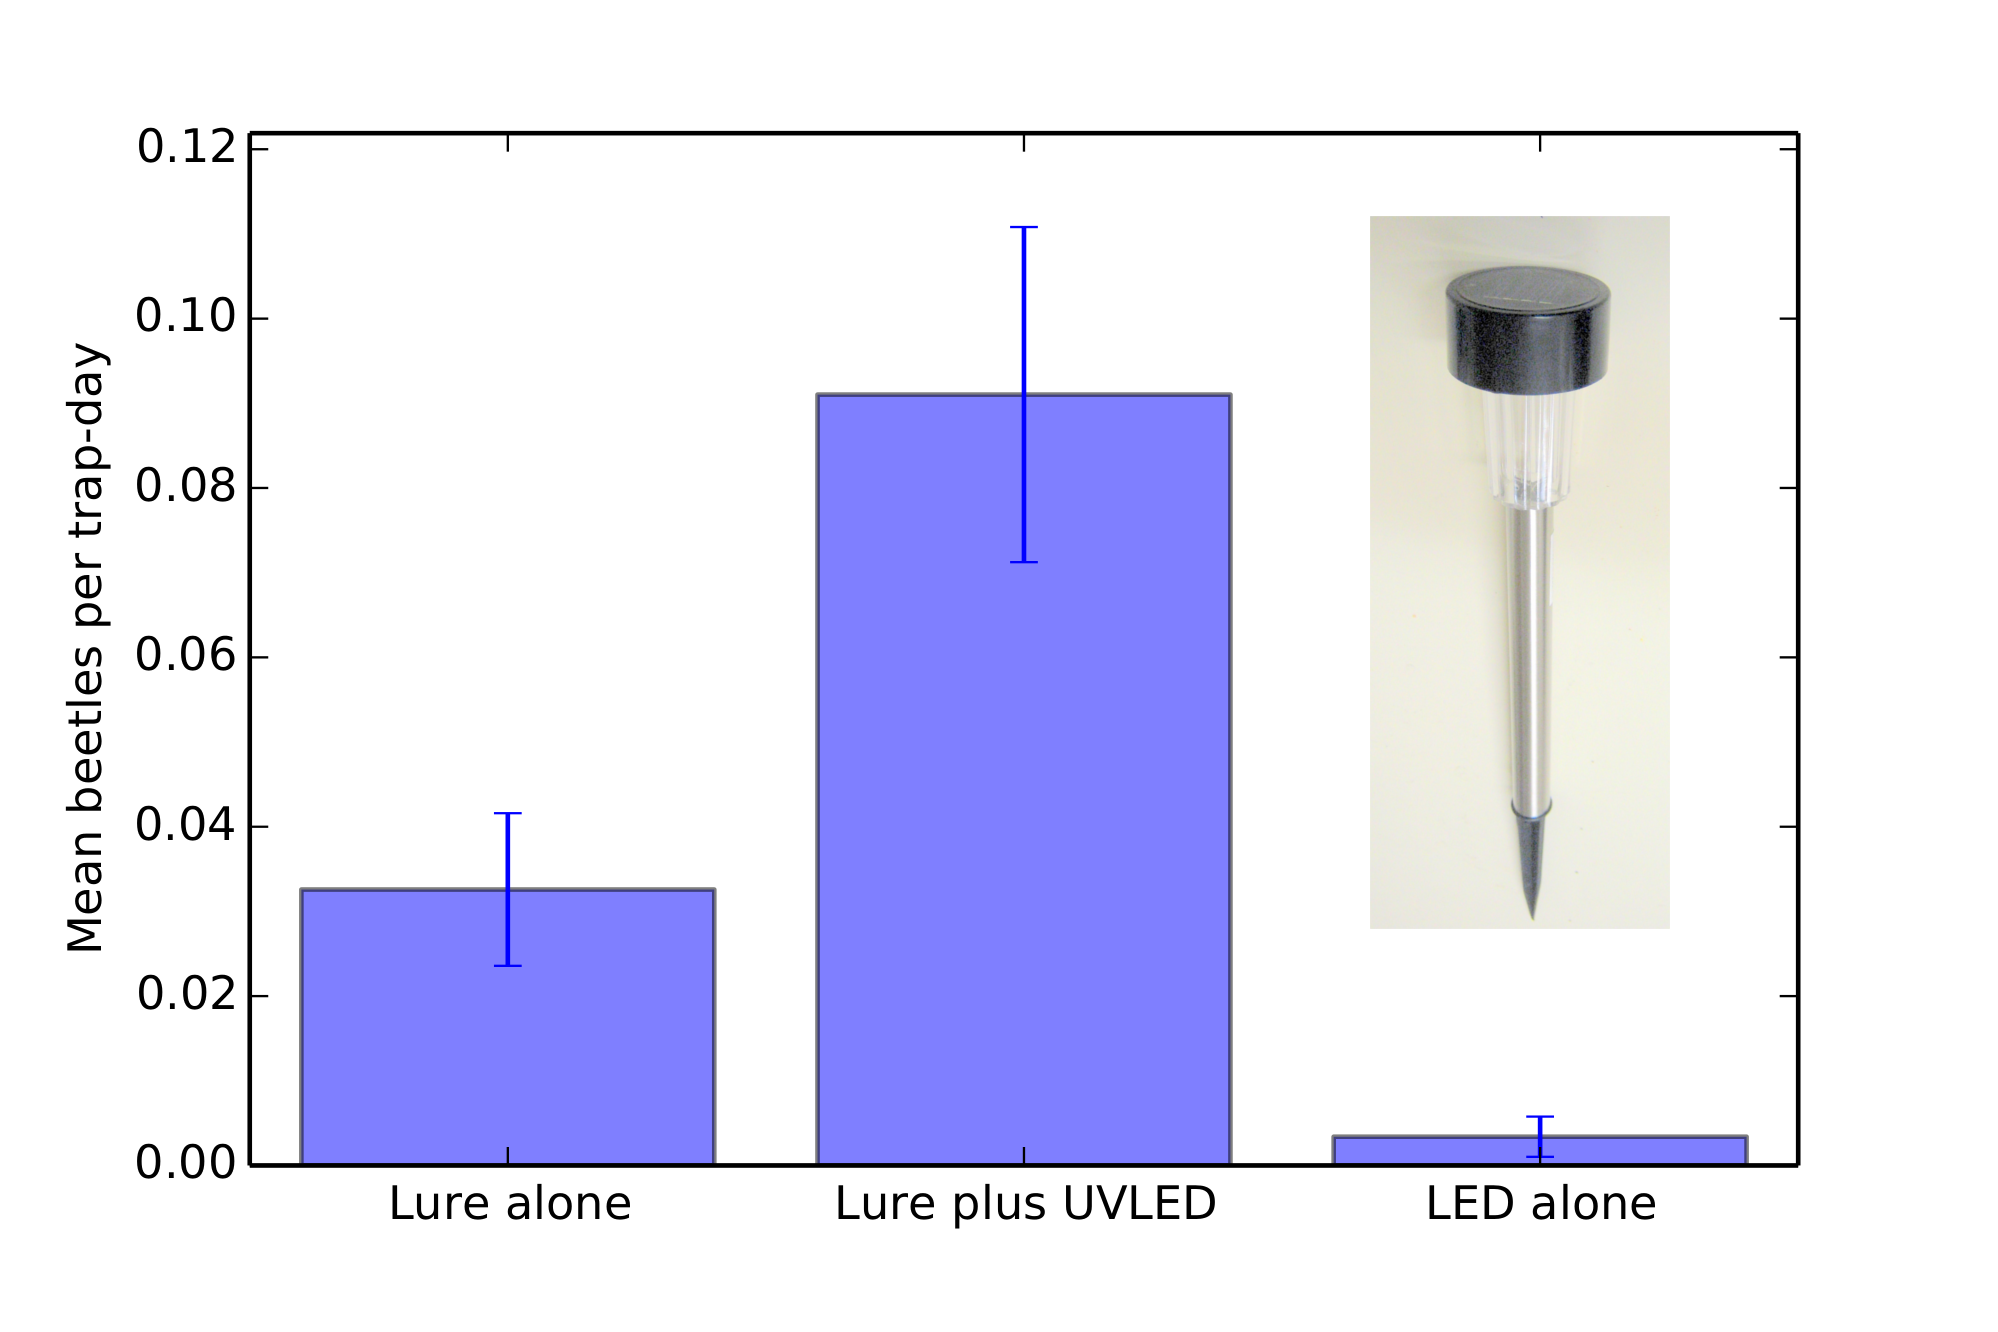 0.12
0.10
0.08
0.06
0.04
0.02
0.00
Mean beetles per trap-day
Lure alone
Lure plus UVLED
LED alone